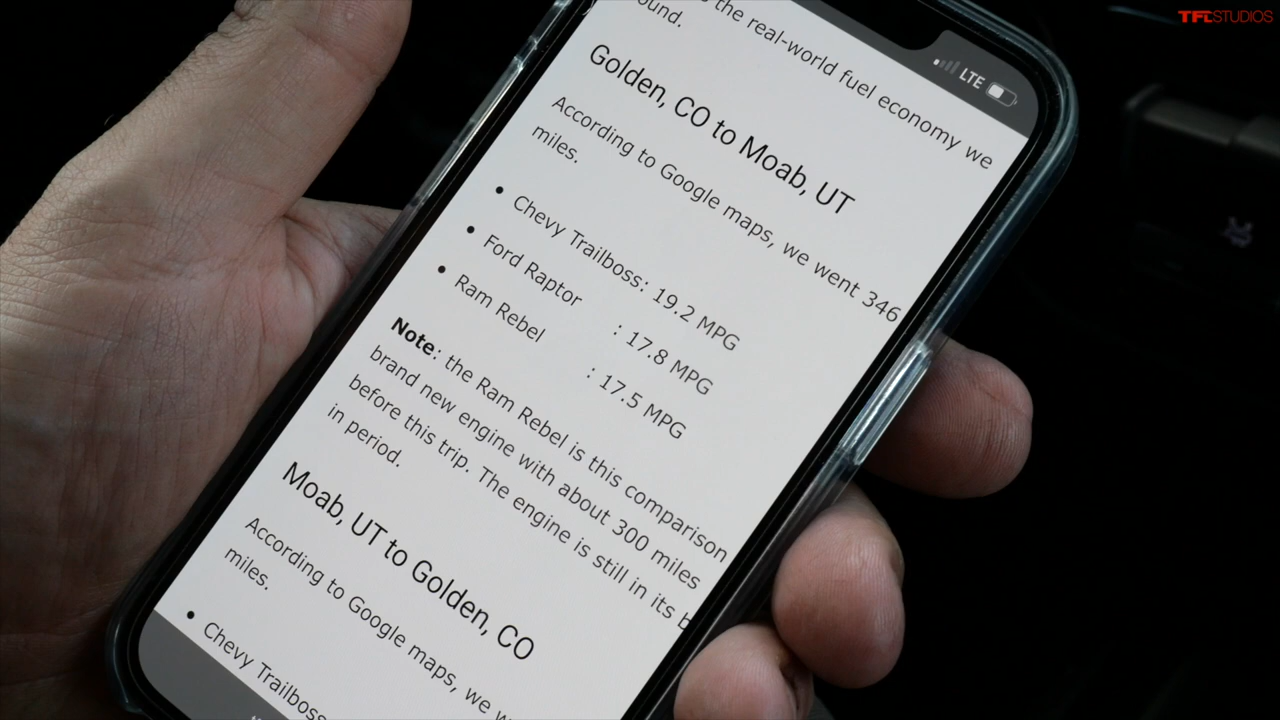 TFLSTUDIOS
LTE
the real-world fuel economy we
ound.
Golden, CO to Moab, UT
According to Google maps, we went 346
miles.
• Chevy Trailboss: 19.2 MPG
• Ford Raptor : 17.8 MPG
• Ram Rebel : 17.5 MPG
Note: the Ram Rebel is this comparison
brand new engine with about 300 miles
before this trip. The engine is still in its b
in period.
Moab, UT to Golden, CO
According to Google maps, we w
miles.
• Chevy Trailboss